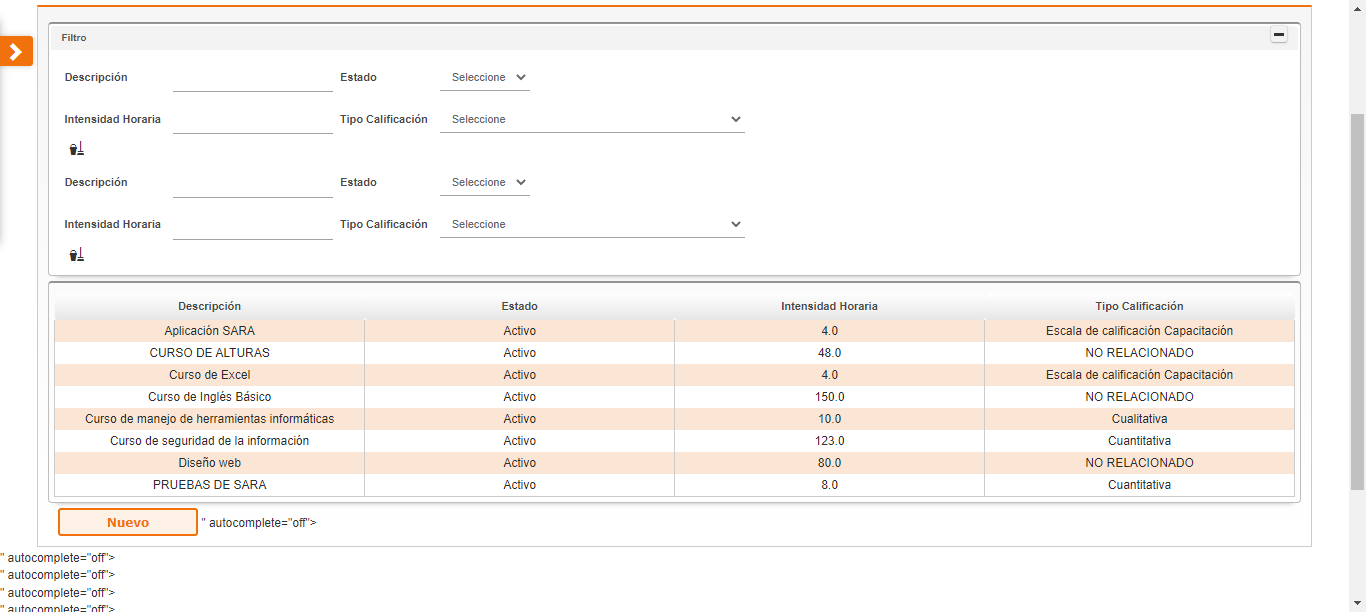 Filtro
Descripción Estado Seleccione
Intensidad Horaria Tipo Calificación Seleccione
Descripción Estado Seleccione
Intensidad Horaria Tipo Calificación Seleccione
Descripción Estado Intensidad Horaria Tipo Calificación
Aplicación SARA Activo 4.0 Escala de calificación Capacitación
CURSO DE ALTURAS Activo 48.0 NO RELACIONADO
Curso de Excel Activo 4.0 Escala de calificación Capacitación
Curso de Inglés Básico Activo 150.0 NO RELACIONADO
Curso de manejo de herramientas informáticas Activo 10.0 Cualitativa
Curso de seguridad de la información Activo 123.0 Cuantitativa
Diseño web Activo 80.0 NO RELACIONADO
PRUEBAS DE SARA Activo 8.0 Cuantitativa
Nuevo " autocomplete="off">
" autocomplete="off">
" autocomplete="off">
" autocomplete="off">
" autocomplete="off">